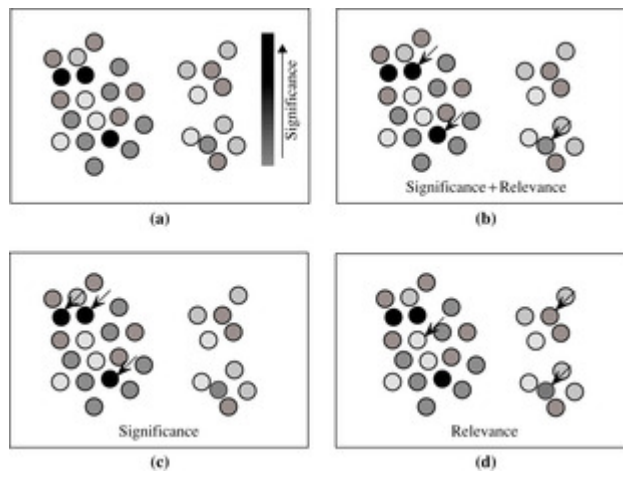 Significance
(a)
Significance + Relevance
(b)
Significance
(c)
Relevance
(d)